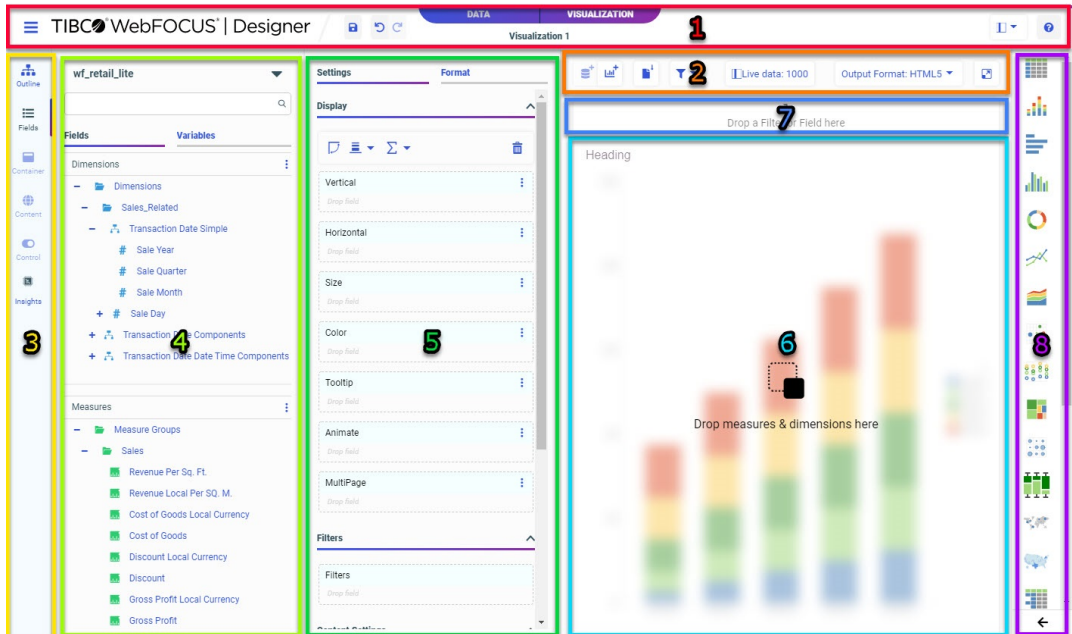 TIBCO WebFOCUS® | Designer
DATA
VISUALIZATION
Visualization 1
1
Outline
Fields
Container
Content
Control
Insights
3
wf_retail_lite
Fields
Variables
Dimensions
Dimensions
Sales_Related
Transaction Date Simple
Sale Year
Sale Quarter
Sale Month
Sale Day
Transaction Date Components
Transaction Date Date Time Components
4
Measures
Measure Groups
Sales
Revenue Per Sq. Ft.
Revenue Local Per SQ. M.
Cost of Goods Local Currency
Cost of Goods
Discount Local Currency
Discount
Gross Profit Local Currency
Gross Profit
Settings
Format
Display
Vertical
Drop field
Horizontal
Drop field
Size
Drop field
Color
Drop field
5
Tooltip
Drop field
Animate
Drop field
MultiPage
Drop field
Filters
Filters
Drop field
Content Settings
2
Live data: 1000
Output Format: HTML5
Drop a Filter or Field here
7
Heading
6
Drop measures & dimensions here
8